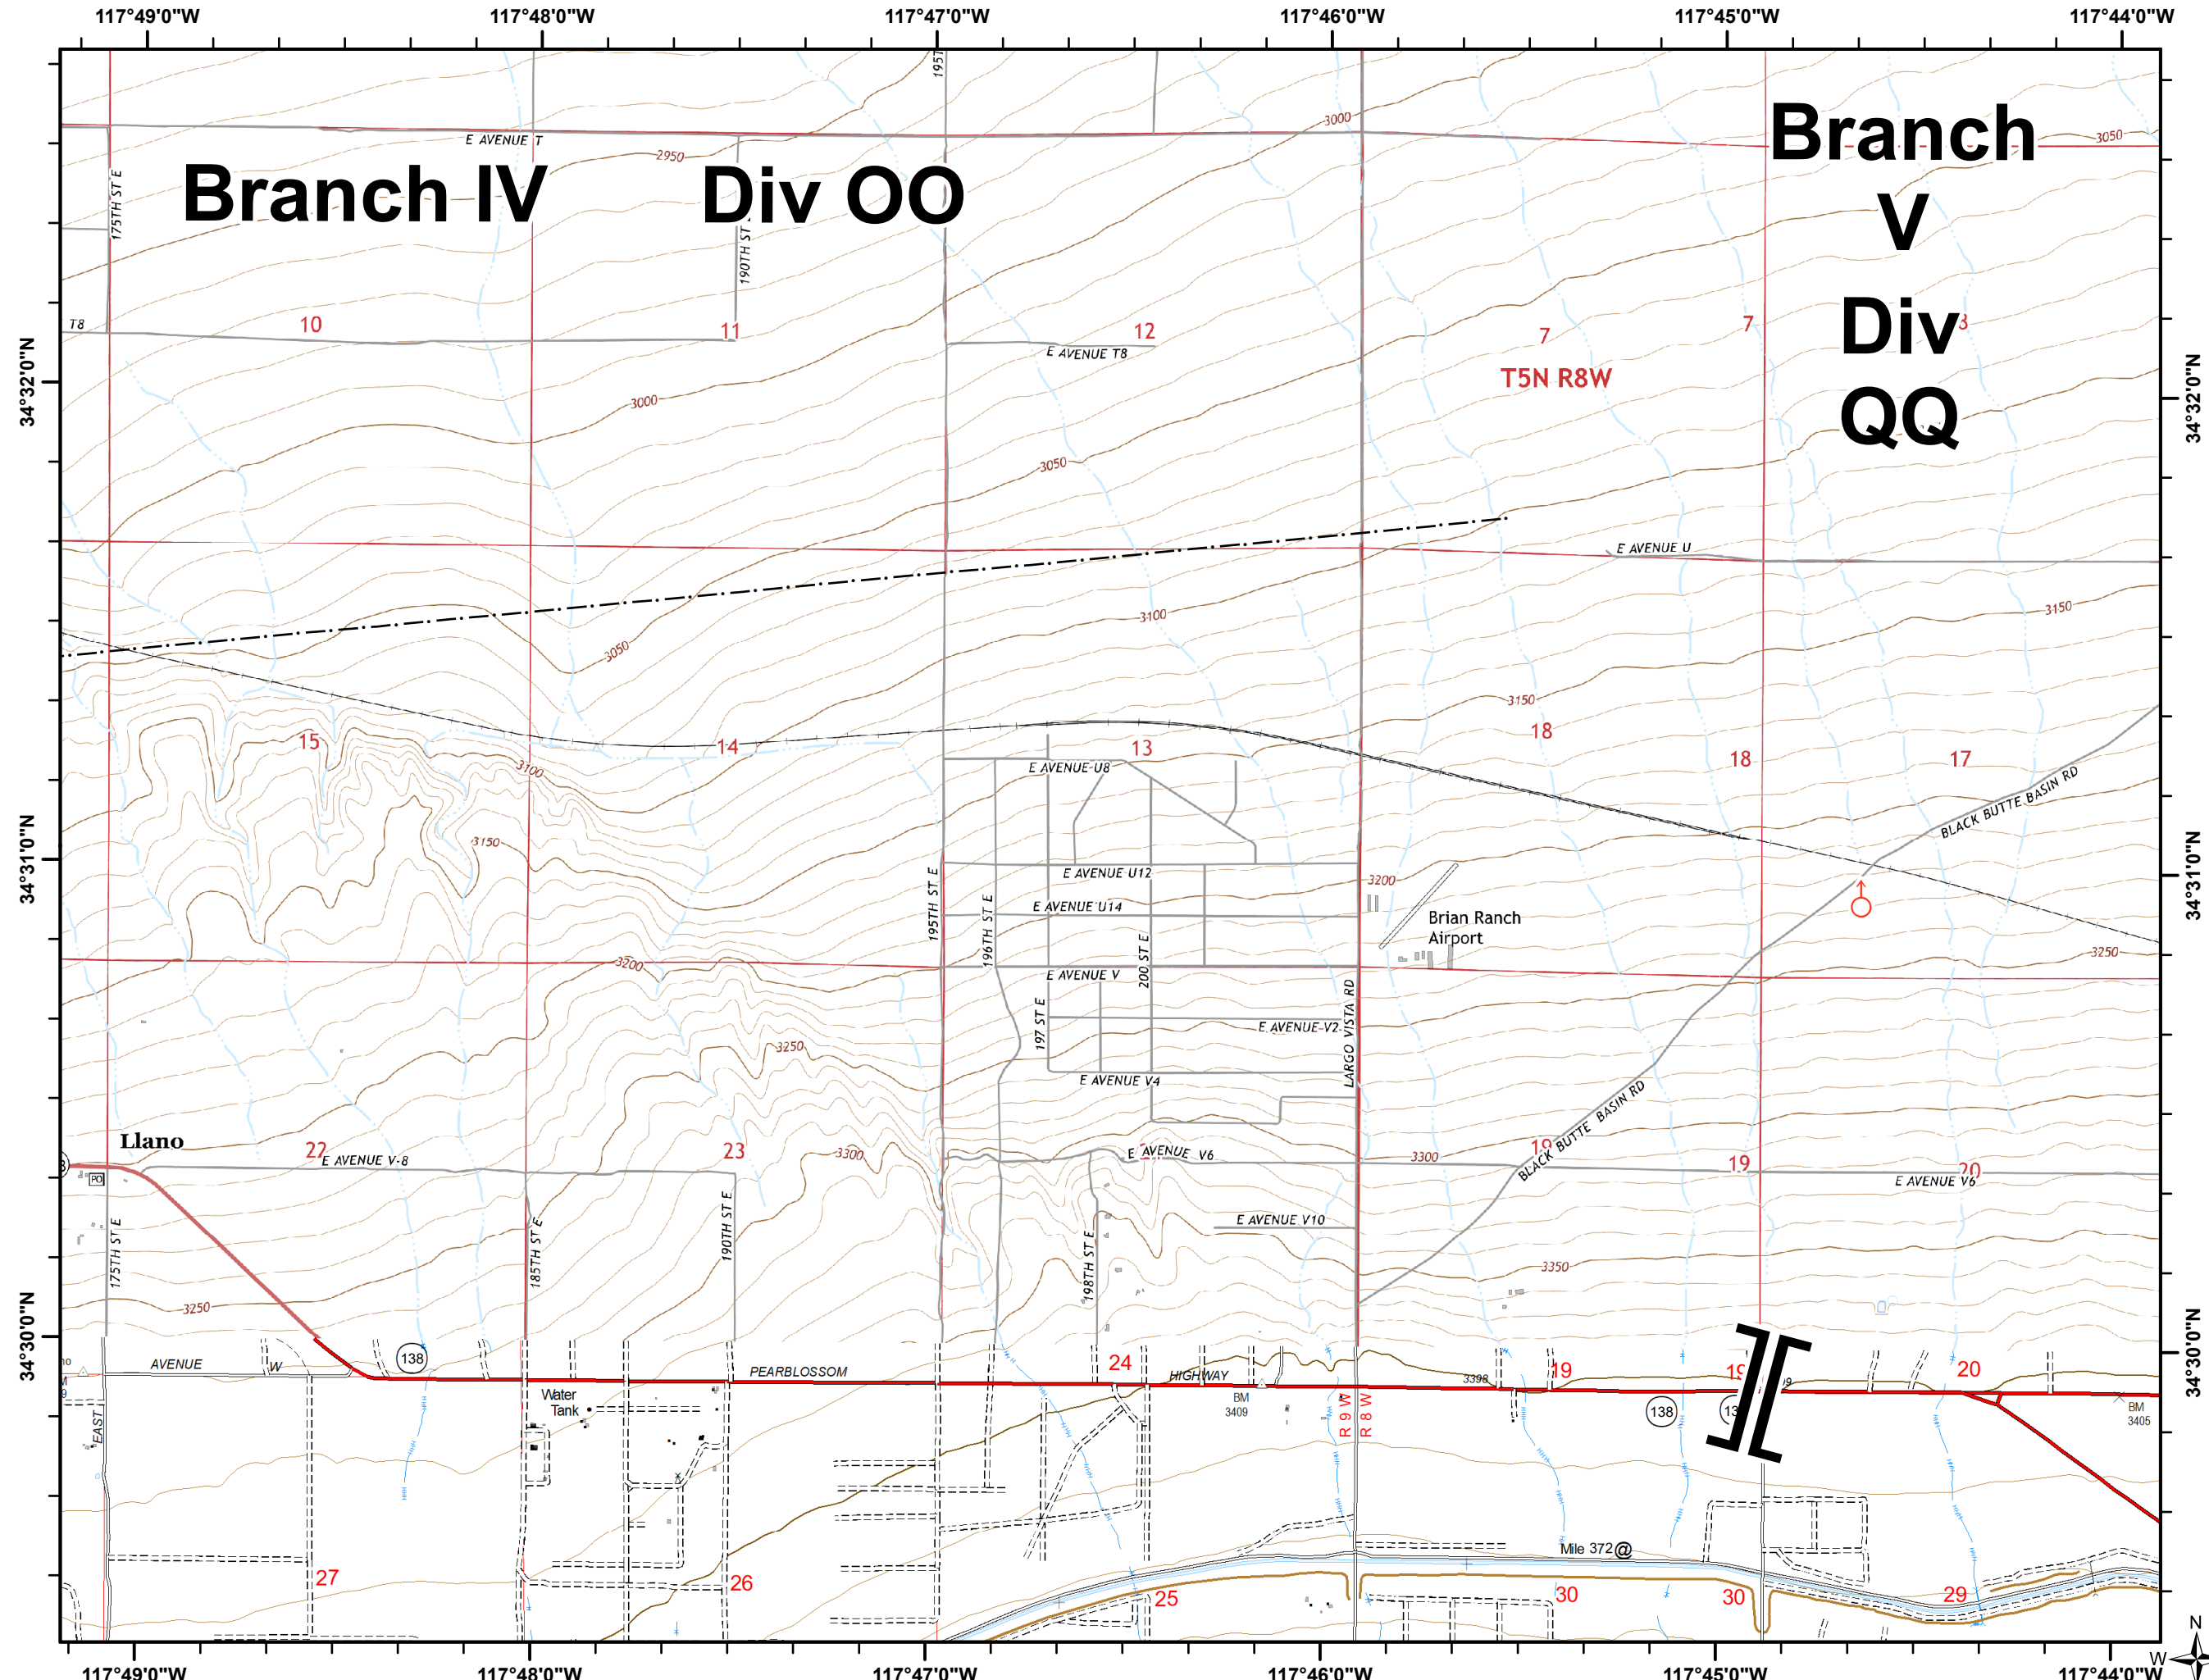 117°49'0"W 117°48'0"W 117°47'0"W 117°46'0"W 117°45'0"W 117°44'0"W
195T
3000
E AVENUE T
2950
3050
Branch IV
Div OO
Branch
V
Div
QQ
175TH ST E
190TH ST E
T8
10
11
12
7
7
E AVENUE T8
T5N R8W
34°32'0"N
34°32'0"N
3000
3050
E AVENUE U
3100
3150
3050
3150
15
14
13
18
18
17
3100
E AVENUE U8
BLACK BUTTE BASIN RD
3150
34°31'0"N
34°31'0"N
E AVENUE U12
3200
195TH ST E
196TH ST E
E AVENUE U14
200 ST E
Brian Ranch
Airport
3200
E AVENUE V
3250
197 ST E
E AVENUE V2
LARGO VISTA RD
3250
E AVENUE V4
BLACK BUTTE BASIN RD
Llano
22
E AVENUE V-8
23
3300
E AVENUE V6
3300
19
19
20
E AVENUE V6
PO
175TH ST E
185TH ST E
190TH ST E
198TH ST E
E AVENUE V10
3250
3350
34°30'0"N
34°30'0"N
AVENUE W
138
PEARBLOSSOM
HIGHWAY
24
19
19
20
3398
Water
Tank
BM
3409
R 9 W
R 8 W
138
13
BM
3405
EAST
Mile 372@
27
26
25
30
30
29
N
W
117°49'0"W 117°48'0"W 117°47'0"W 117°46'0"W 117°45'0"W 117°44'0"W